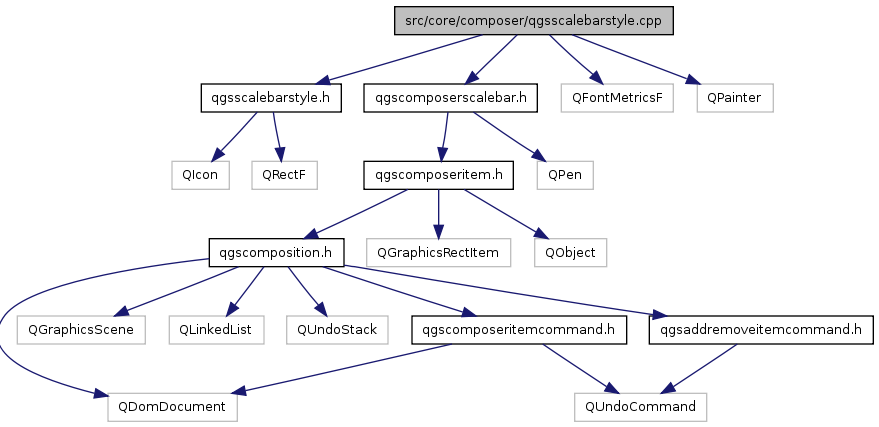 src/core/composer/qgsscalebarstyle.cpp
qgsscalebarstyle.h
qgscomposerscalebar.h
QFontMetricsF
QPainter
QIcon
QRectF
qgscomposeritem.h
QPen
qgscomposition.h
QGraphicsRectItem
QObject
QGraphicsScene
QLinkedList
QUndoStack
qgscomposeritemcommand.h
qgsaddremoveitemcommand.h
QDomDocument
QUndoCommand